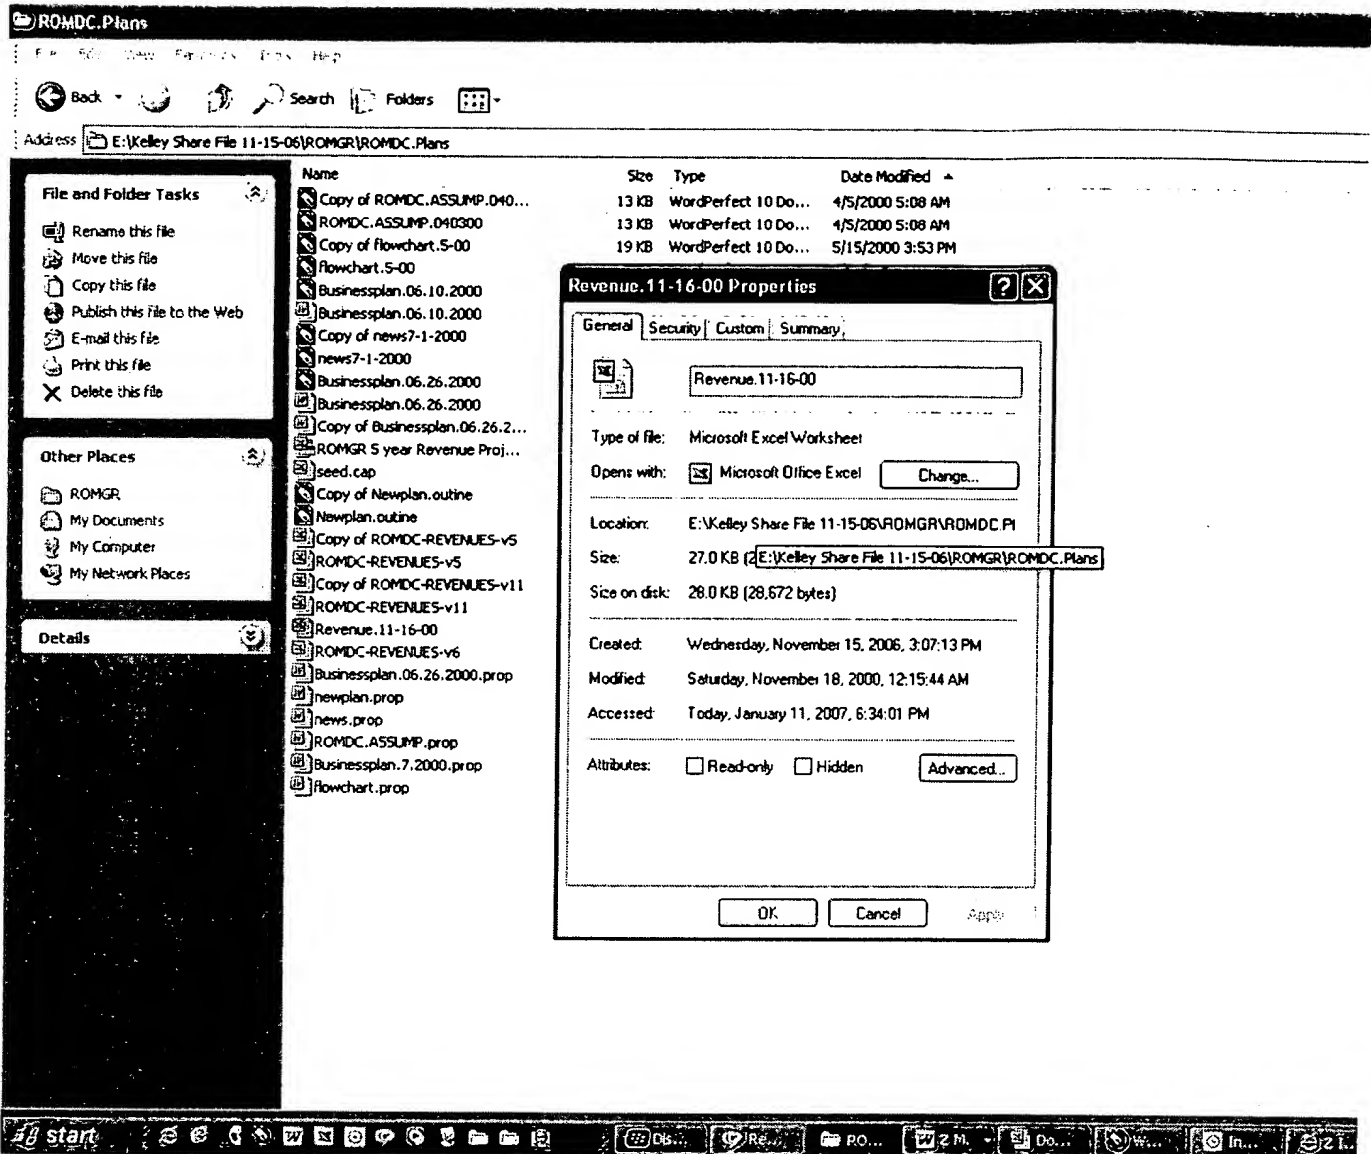 ROMDC.Plans
Help
Back Search Folders
Address E:\Kelley Share File 11-15-06\ROMGR\ROMDC.Plans
File and Folder Tasks
Rename this file
Move this file
Copy this file
Publish this file to the Web
E-mail this file
Print this file
Delete this file
Other Places
ROMGR
My Documents
My Computer
My Network Places
Details
Name Size Type Date Modified
Copy of ROMDC.ASSUMP.040... 13 KB WordPerfect 10 Do... 4/5/2000 5:08 AM
ROMDC.ASSUMP.040300 13 KB WordPerfect 10 Do... 4/5/2000 5:08 AM
Copy of flowchart.5-00 19 KB WordPerfect 10 Do... 5/15/2000 3:53 PM
flowchart.5-00
Businessplan.06.10.2000
Businessplan.06.10.2000
Copy of news7-1-2000
news7-1-2000
Businessplan.06.26.2000
Businessplan.06.26.2000
Copy of Businessplan.06.26.2...
ROMGR 5 year Revenue Proj...
seed.cap
Copy of Newplan.outine
Newplan.outine
Copy of ROMDC-REVENUES-v5
ROMDC-REVENUES-v5
Copy of ROMDC-REVENUES-v11
ROMDC-REVENUES-v11
Revenue.11-16-00
ROMDC-REVENUES-v6
Businessplan.06.26.2000.prop
newplan.prop
news.prop
ROMDC.ASSUMP.prop
Businessplan.7.2000.prop
flowchart.prop
Revenue.11-16-00 Properties
General Security Custom Summary
Revenue.11-16-00
Type of file: Microsoft Excel Worksheet
Opens with: Microsoft Office Excel Change...
Location: E:\Kelley Share File 11-15-06\ROMGR\ROMDC.Pl
Size: 27.0 KB (2 E:\Kelley Share File 11-15-06\ROMGR\ROMDC.Plans
Size on disk: 28.0 KB (28,672 bytes)
Created: Wednesday, November 15, 2006, 3:07:13 PM
Modified: Saturday, November 18, 2000, 12:15:44 AM
Accessed: Today, January 11, 2007, 6:34:01 PM
Attributes: Read-only Hidden Advanced...
OK Cancel Apply
start Dis... Re... RO... 2 M. Do... W... In...